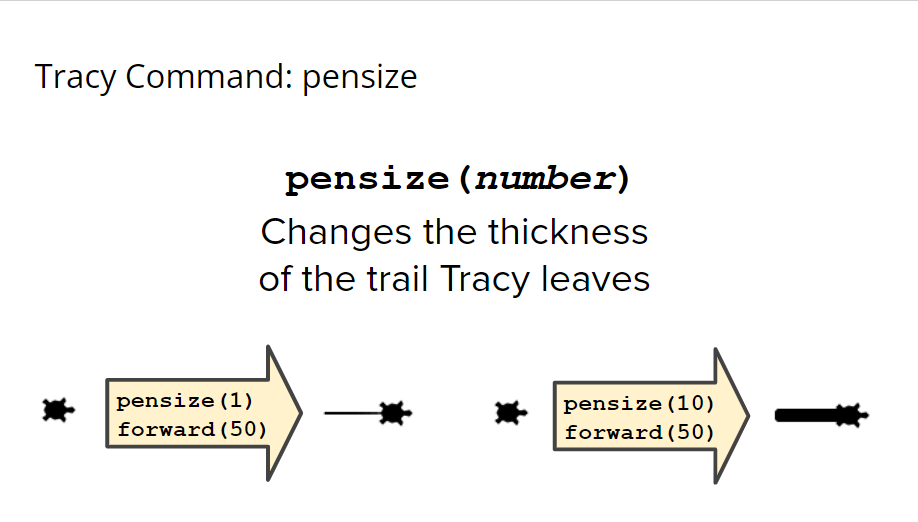 Tracy Command: pensize
pensize(number)
Changes the thickness
of the trail Tracy leaves
pensize(1)
forward(50)
pensize(10)
forward(50)